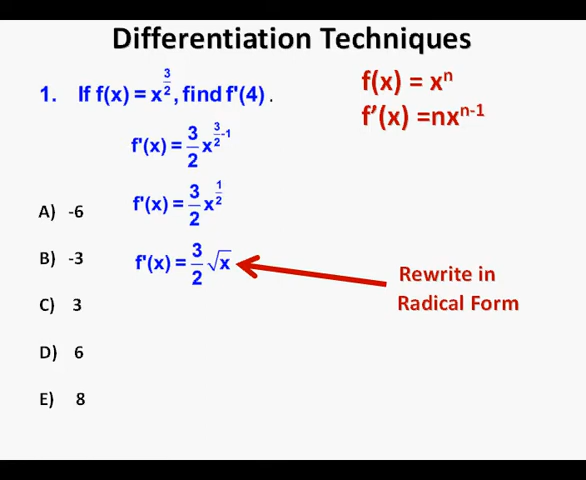 Differentiation Techniques
1. If f(x) = x^(3/2), find f'(4).
f(x) = x^n
f'(x) = nx^(n-1)
f'(x) = 3/2 x^(3/2 - 1)
f'(x) = 3/2 x^(1/2)
f'(x) = 3/2 √x
Rewrite in
Radical Form
A) -6
B) -3
C) 3
D) 6
E) 8